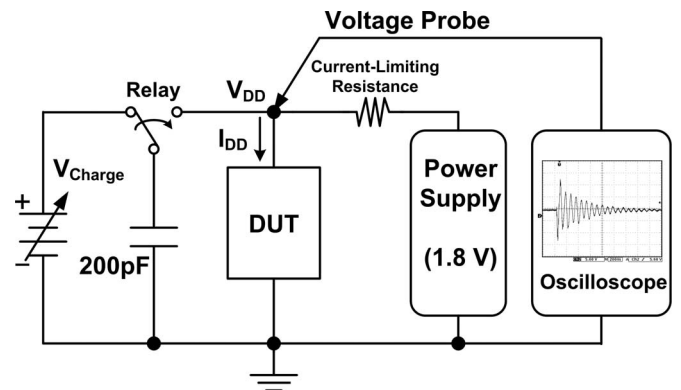 Voltage Probe
Current-Limiting
Resistance
Relay
VDD
IDD
VCharge
+
−
200pF
DUT
Power
Supply
(1.8 V)
Oscilloscope